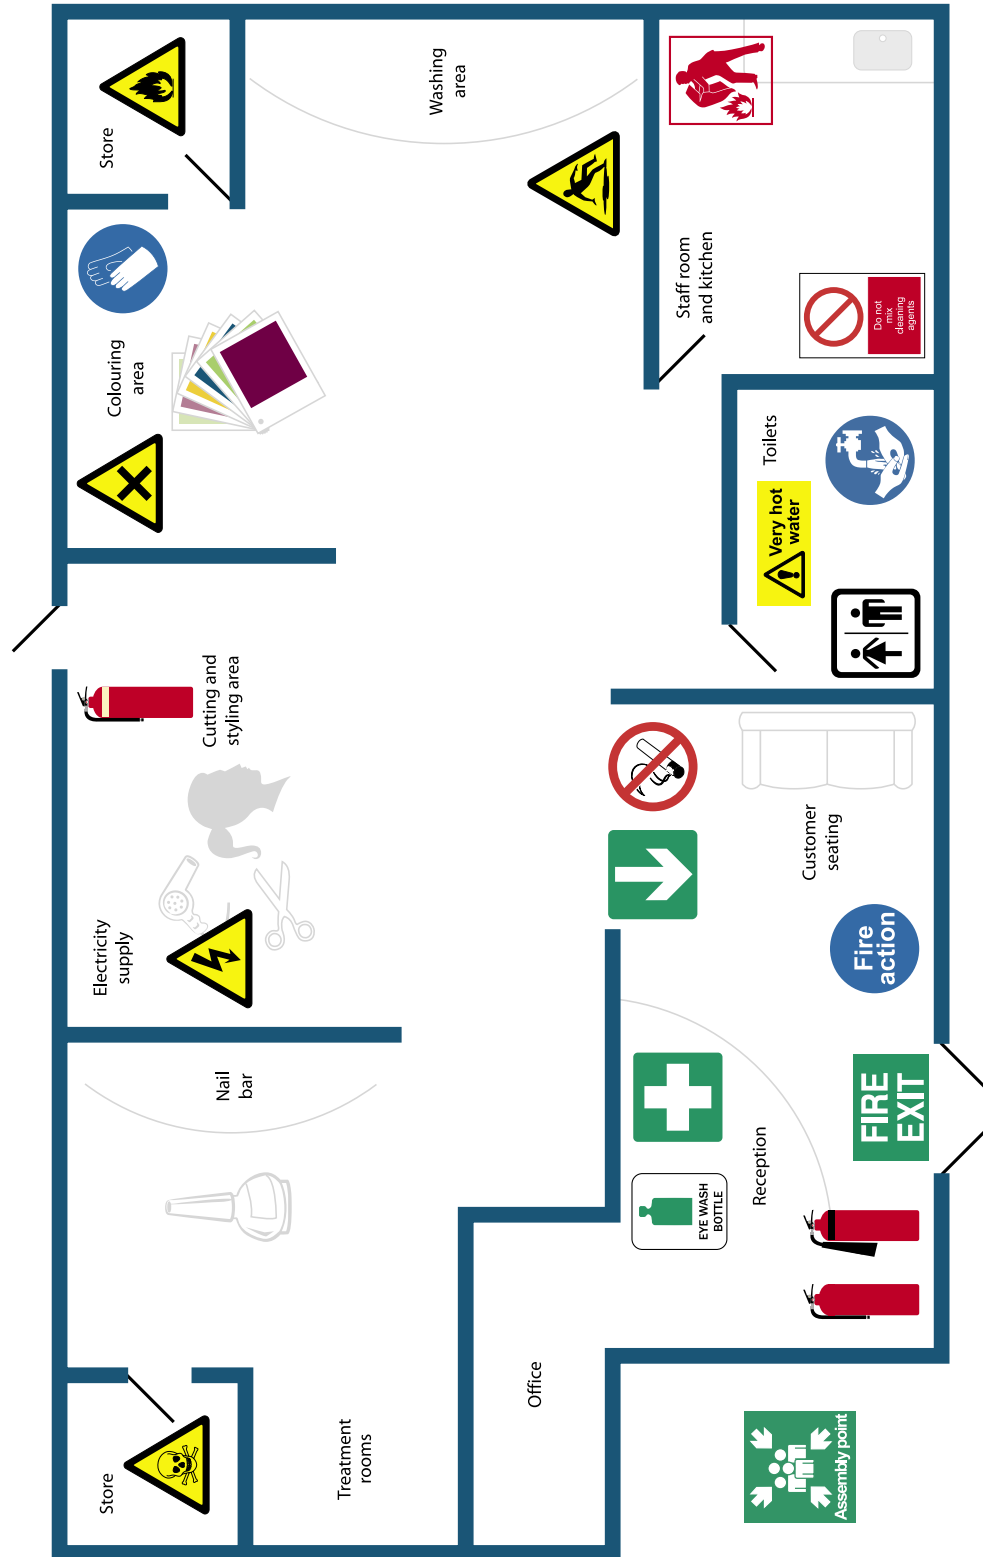 Store
Electricity
supply
Cutting and
styling area
Colouring
area
Store
Nail
bar
Washing
area
Treatment
rooms
Office
Staff room
and kitchen
Do not
mix
cleaning
agents
Toilets
Very hot
water
EYE WASH
BOTTLE
Reception
Customer
seating
Fire
action
FIRE
EXIT
Assembly point